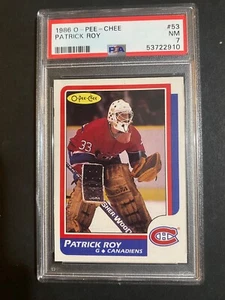 1986 O-PEE-CHEE #53
PATRICK ROY NM
PSA 7
53722910
O-Pee-Chee
33
SHER-WOOD
PATRICK ROY
G ♦ CANADIENS